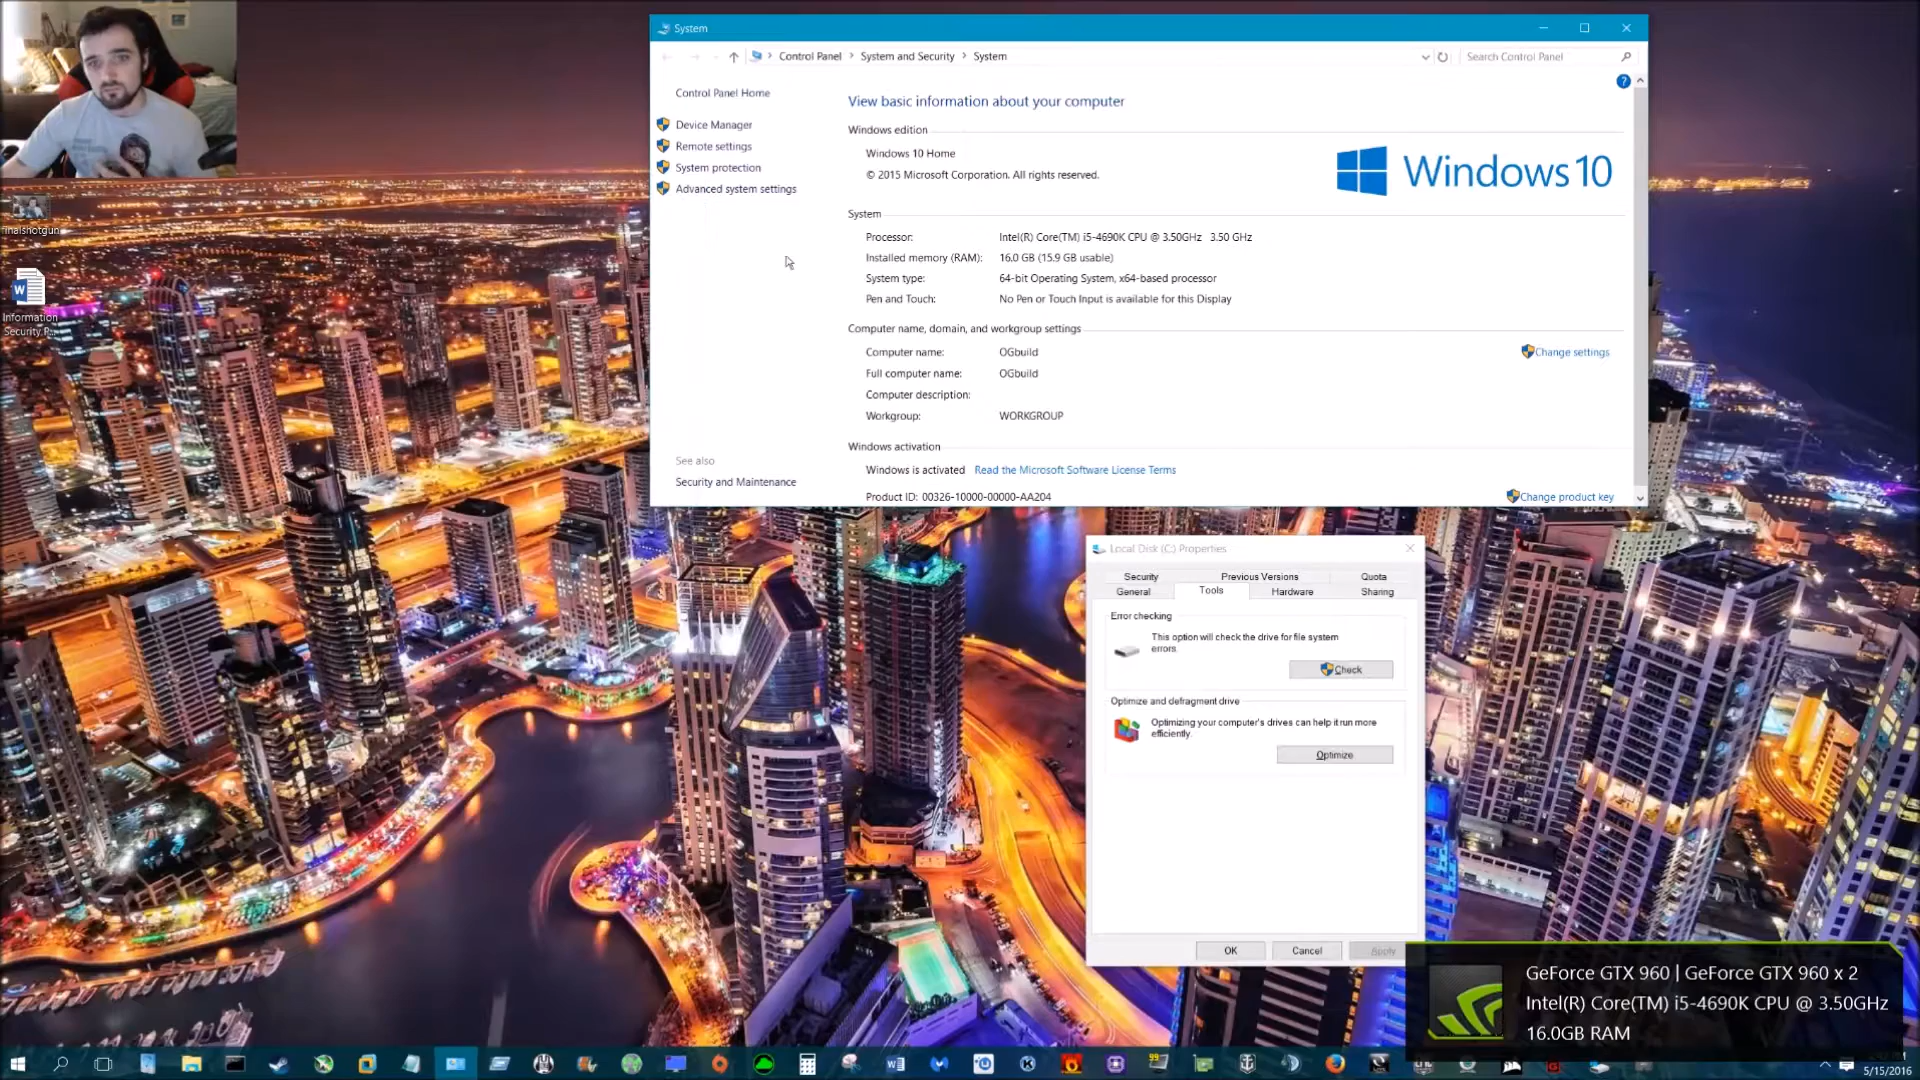 System
Control Panel > System and Security > System
Search Control Panel
Control Panel Home
Device Manager
Remote settings
System protection
Advanced system settings
See also
Security and Maintenance
View basic information about your computer
Windows edition
Windows 10 Home
© 2015 Microsoft Corporation. All rights reserved.
Windows 10
System
Processor: Intel(R) Core(TM) i5-4690K CPU @ 3.50GHz 3.50 GHz
Installed memory (RAM): 16.0 GB (15.9 GB usable)
System type: 64-bit Operating System, x64-based processor
Pen and Touch: No Pen or Touch Input is available for this Display
Computer name, domain, and workgroup settings
Computer name: OGbuild
Change settings
Full computer name: OGbuild
Computer description:
Workgroup: WORKGROUP
Windows activation
Windows is activated Read the Microsoft Software License Terms
Product ID: 00326-10000-00000-AA204
Change product key
finalshotgun
Information
Security P...
Local Disk (C:) Properties
Security Previous Versions Quota
General Tools Hardware Sharing
Error checking
This option will check the drive for file system
errors.
Check
Optimize and defragment drive
Optimizing your computer's drives can help it run more
efficiently.
Optimize
OK Cancel Apply
GeForce GTX 960 | GeForce GTX 960 x 2
Intel(R) Core(TM) i5-4690K CPU @ 3.50GHz
16.0GB RAM
99
5/15/2016